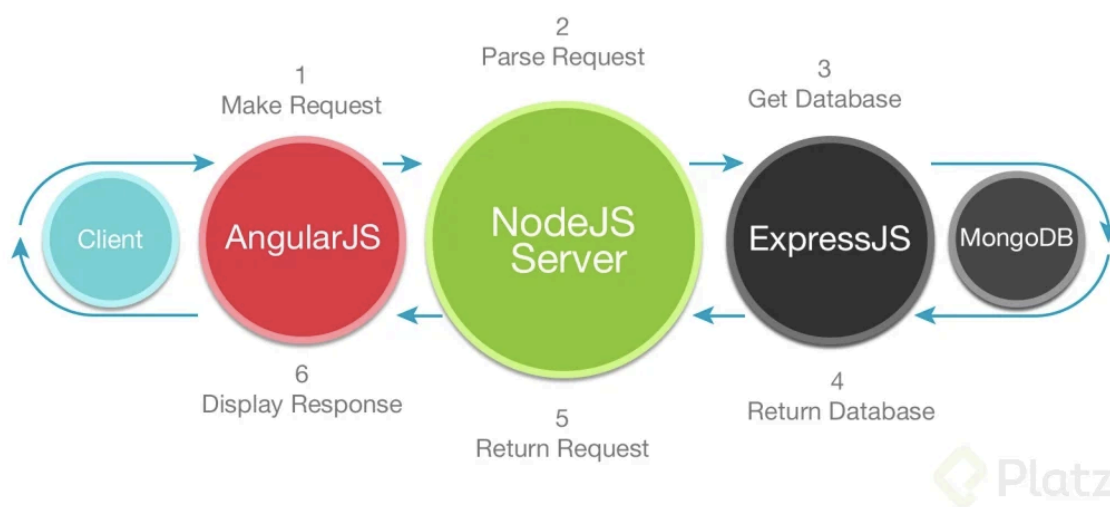 1
Make Request
2
Parse Request
3
Get Database
Client
AngularJS
NodeJS
Server
ExpressJS
MongoDB
6
Display Response
5
Return Request
4
Return Database
Platz